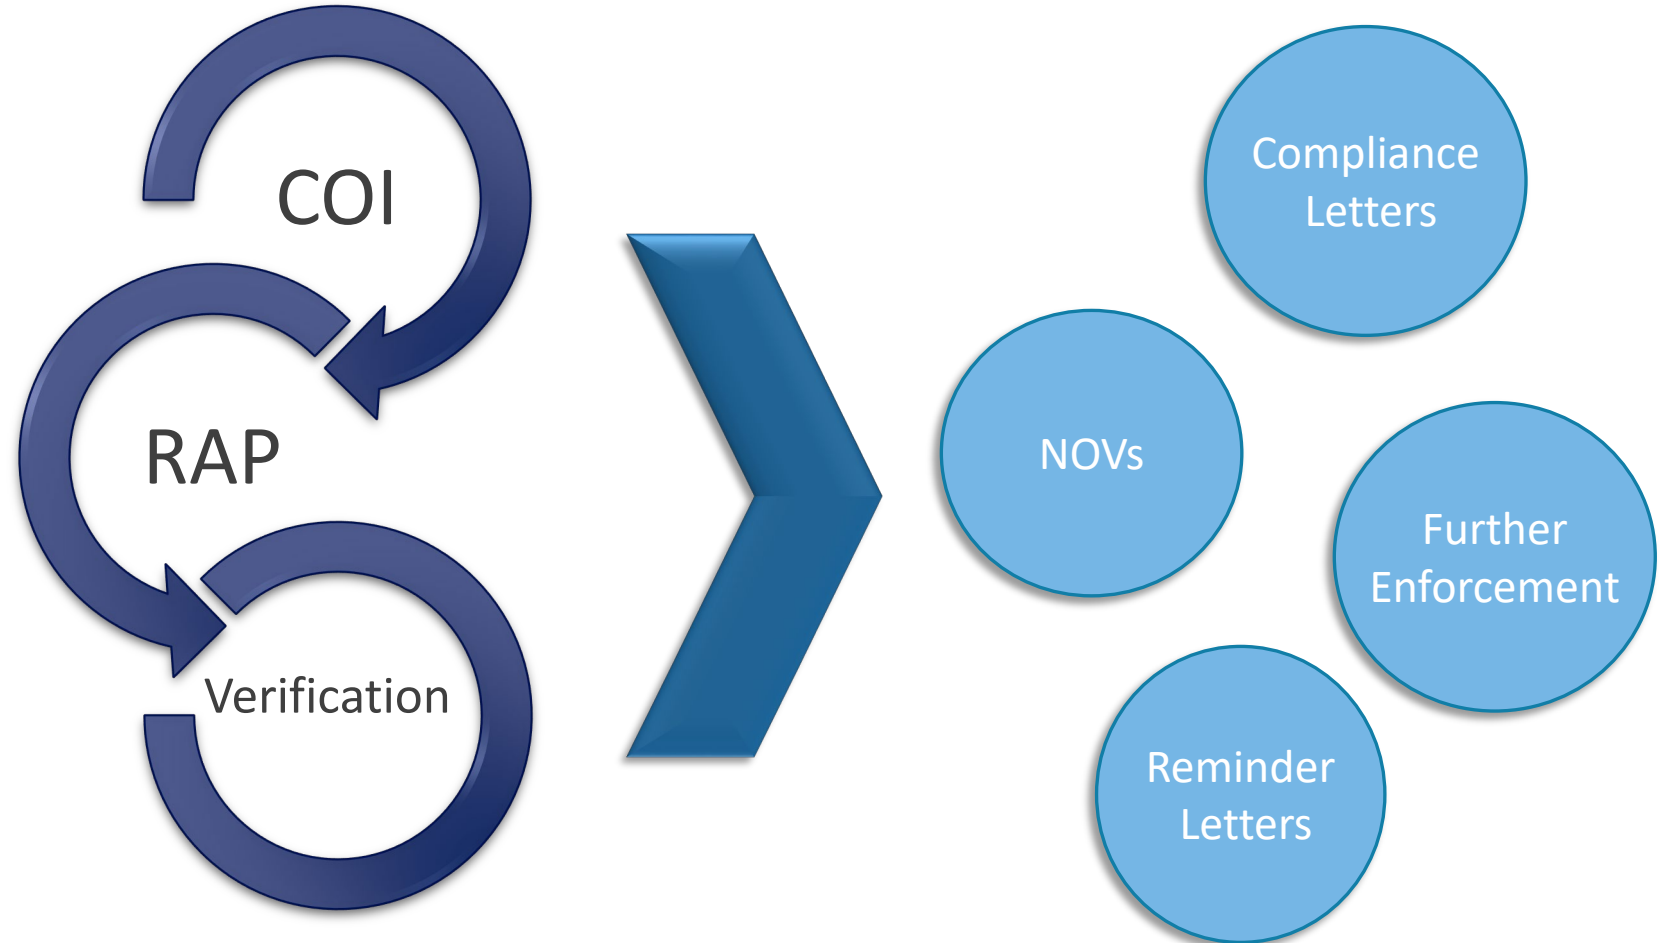 COI
RAP
Verification
Compliance
Letters
NOVs
Further
Enforcement
Reminder
Letters